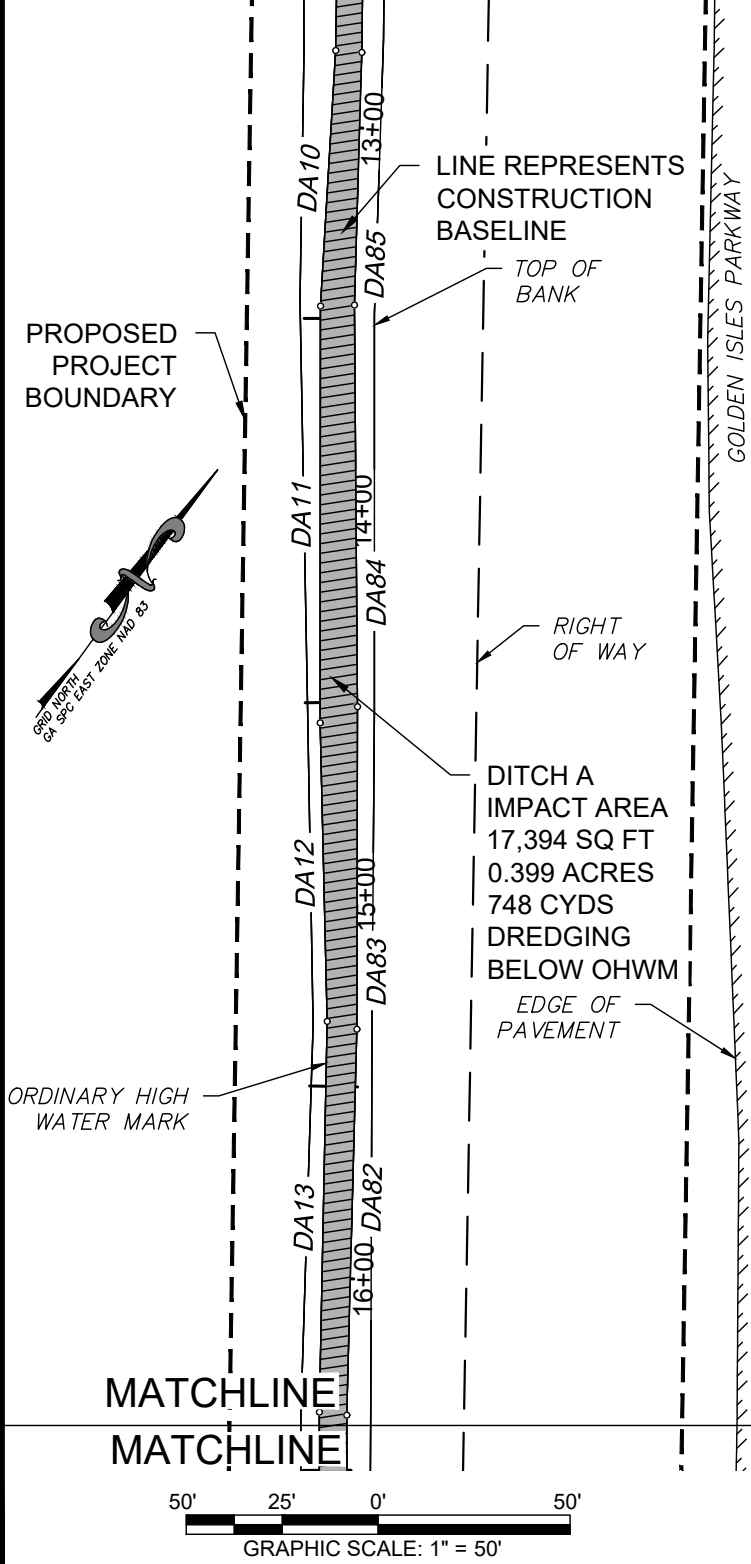 13+00
DA10
LINE REPRESENTS
CONSTRUCTION
BASELINE
GOLDEN ISLES PARKWAY
DA85
TOP OF
BANK
PROPOSED
PROJECT
BOUNDARY
DA11
14+00
DA84
GRID NORTH
GA SPC EAST ZONE NAD 83
RIGHT
OF WAY
DITCH A
IMPACT AREA
17,394 SQ FT
0.399 ACRES
748 CYDS
DREDGING
BELOW OHWM
DA12
15+00
DA83
EDGE OF
PAVEMENT
ORDINARY HIGH
WATER MARK
DA13
DA82
16+00
MATCHLINE
MATCHLINE
50' 25' 0' 50'
GRAPHIC SCALE: 1" = 50'